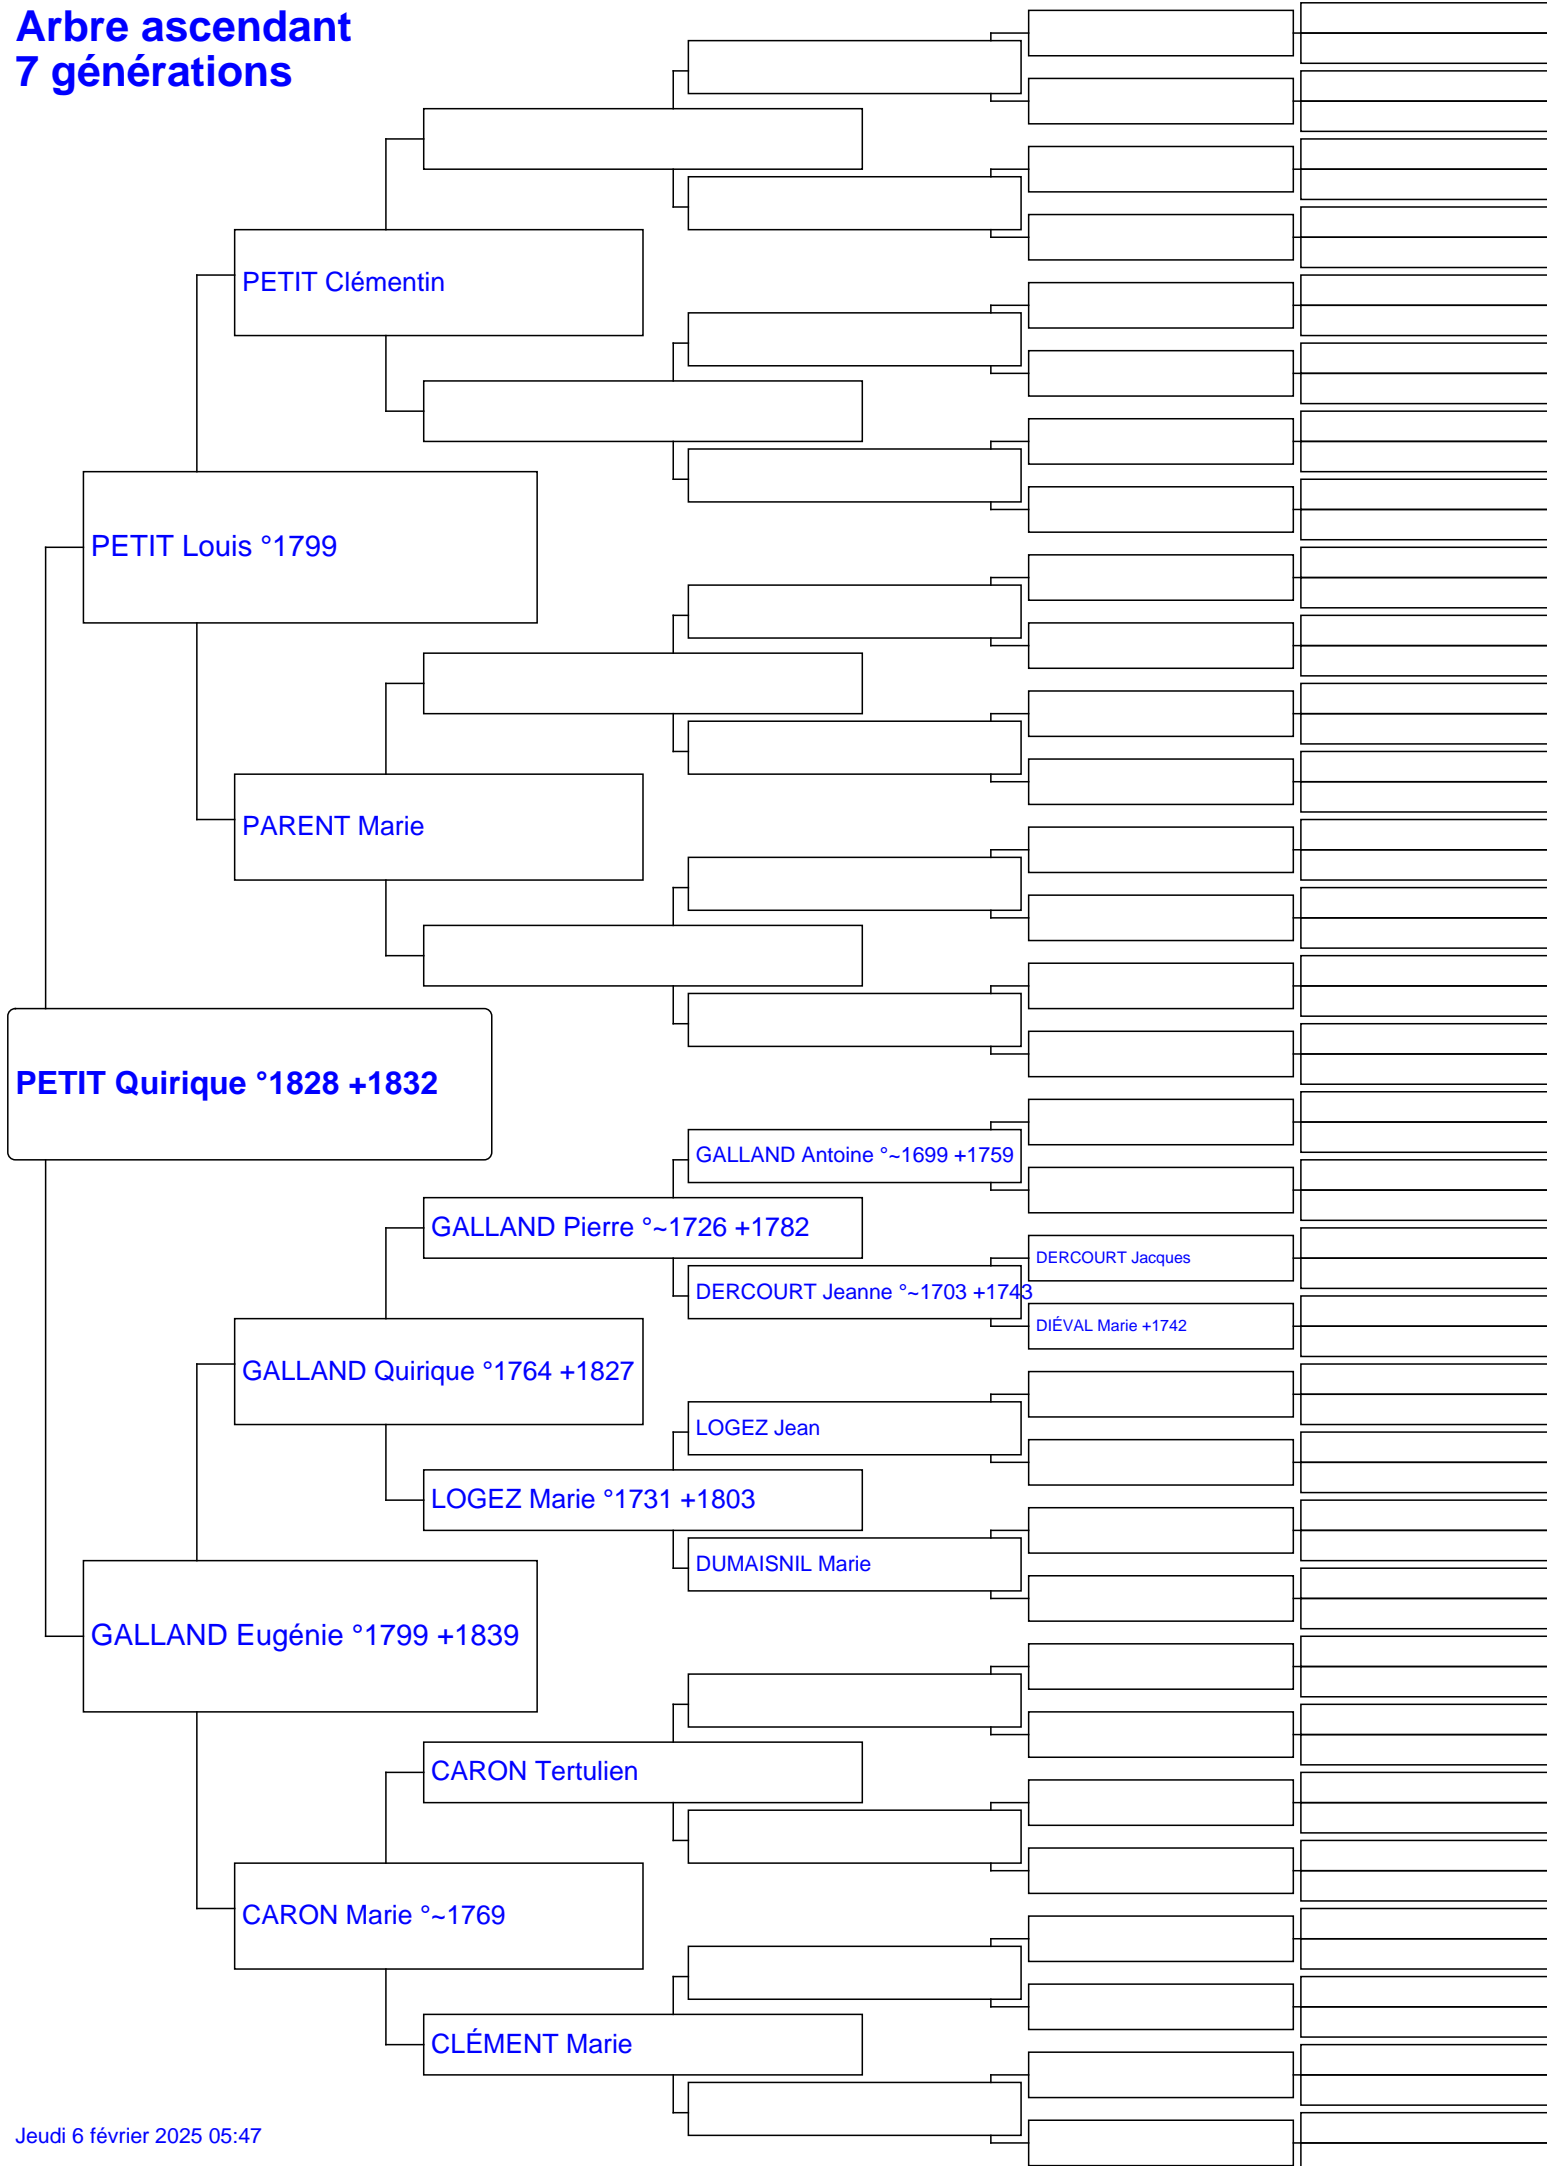 Arbre ascendant
7 générations
PETIT Clémentin
PETIT Louis °1799
PARENT Marie
PETIT Quirique °1828 +1832
GALLAND Antoine °~1699 +1759
GALLAND Pierre °~1726 +1782
DERCOURT Jacques
DERCOURT Jeanne °~1703 +1743
DIÉVAL Marie +1742
GALLAND Quirique °1764 +1827
LOGEZ Jean
LOGEZ Marie °1731 +1803
DUMAISNIL Marie
GALLAND Eugénie °1799 +1839
CARON Tertulien
CARON Marie °~1769
CLÉMENT Marie
Jeudi 6 février 2025 05:47